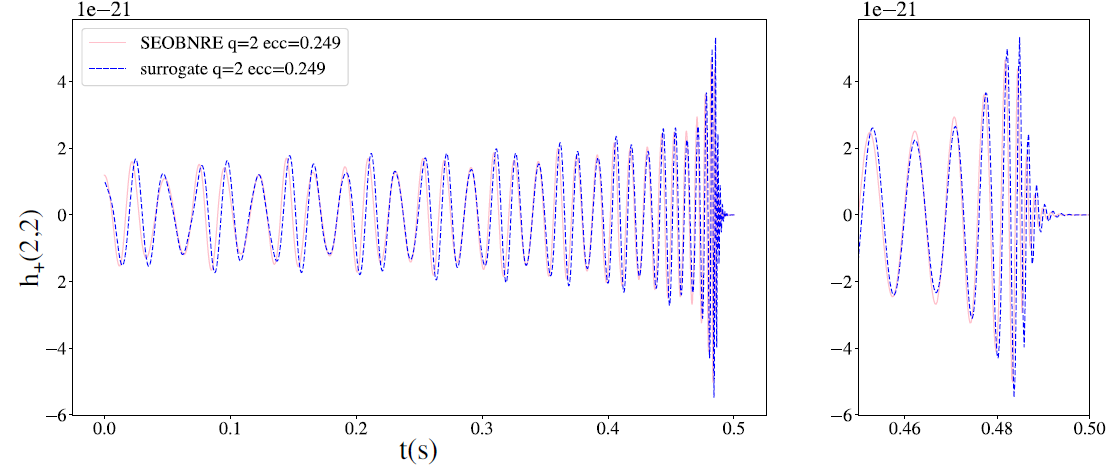 1e−21
SEOBNRE q=2 ecc=0.249
surrogate q=2 ecc=0.249
h+(2,2)
4
2
0
2
−4
−6
0.0 0.1 0.2 0.3 0.4 0.5
t(s)
1e−21
4
2
0
2
−4
−6
0.46 0.48 0.50